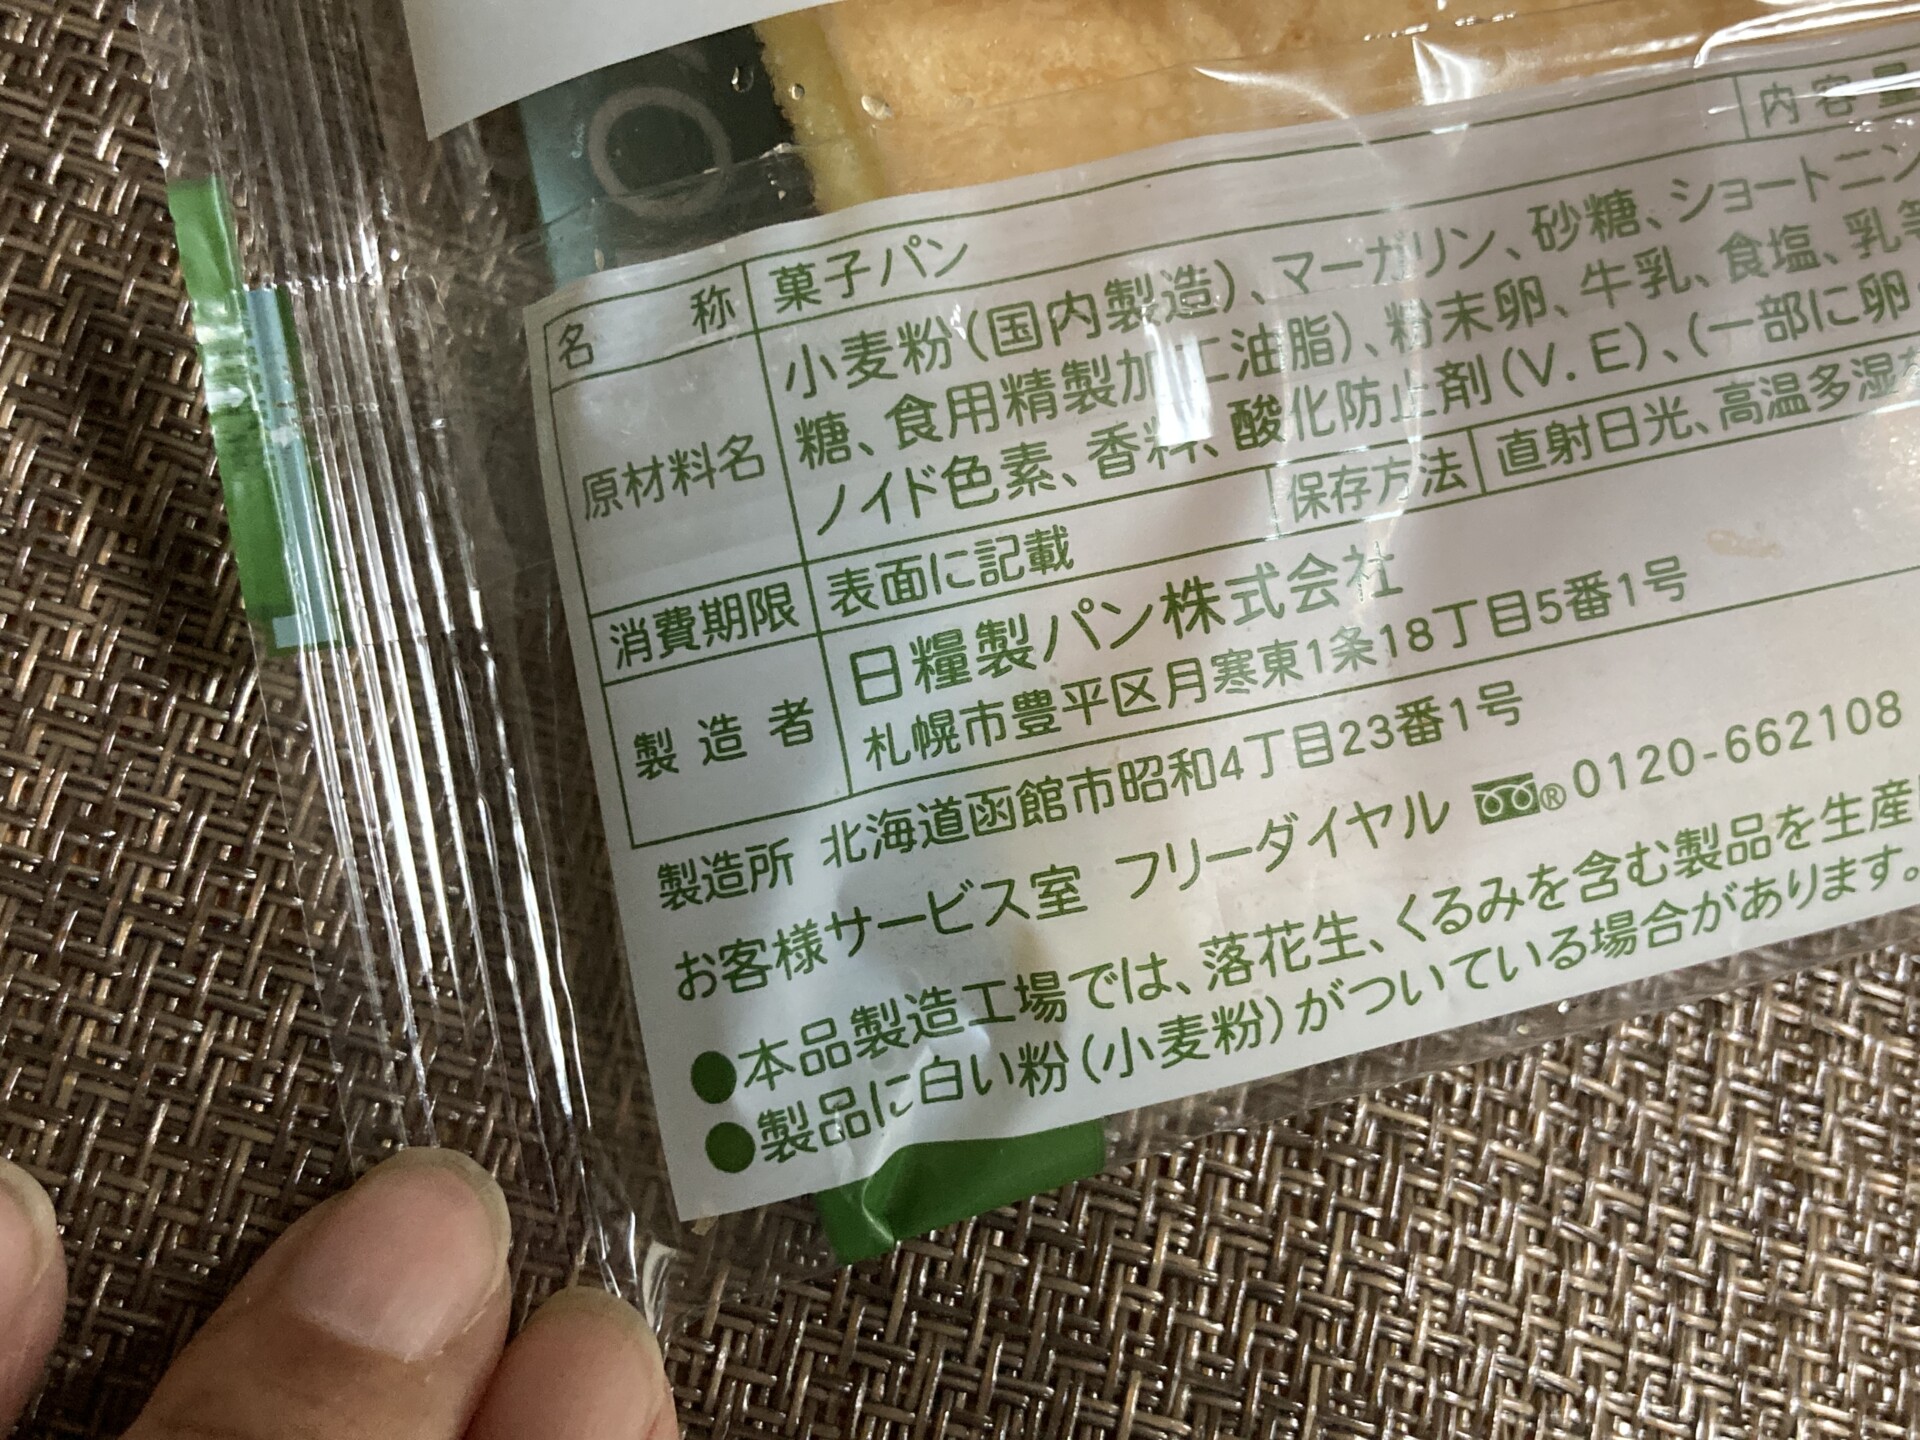 名称 菓子パン 内容量
原材料名 小麦粉(国内製造)、マーガリン、砂糖、ショートニン
糖、食用精製加工油脂)、粉末卵、牛乳、食塩、乳等
ノイド色素、香料、酸化防止剤(V.E)、(一部に卵
消費期限 表面に記載 保存方法 直射日光、高温多湿を
製造者 日糧製パン株式会社
札幌市豊平区月寒東1条18丁目5番1号
製造所 北海道函館市昭和4丁目23番1号
お客様サービス室 フリーダイヤル ®0120-662108
●本品製造工場では、落花生、くるみを含む製品を生産
●製品に白い粉(小麦粉)がついている場合があります。